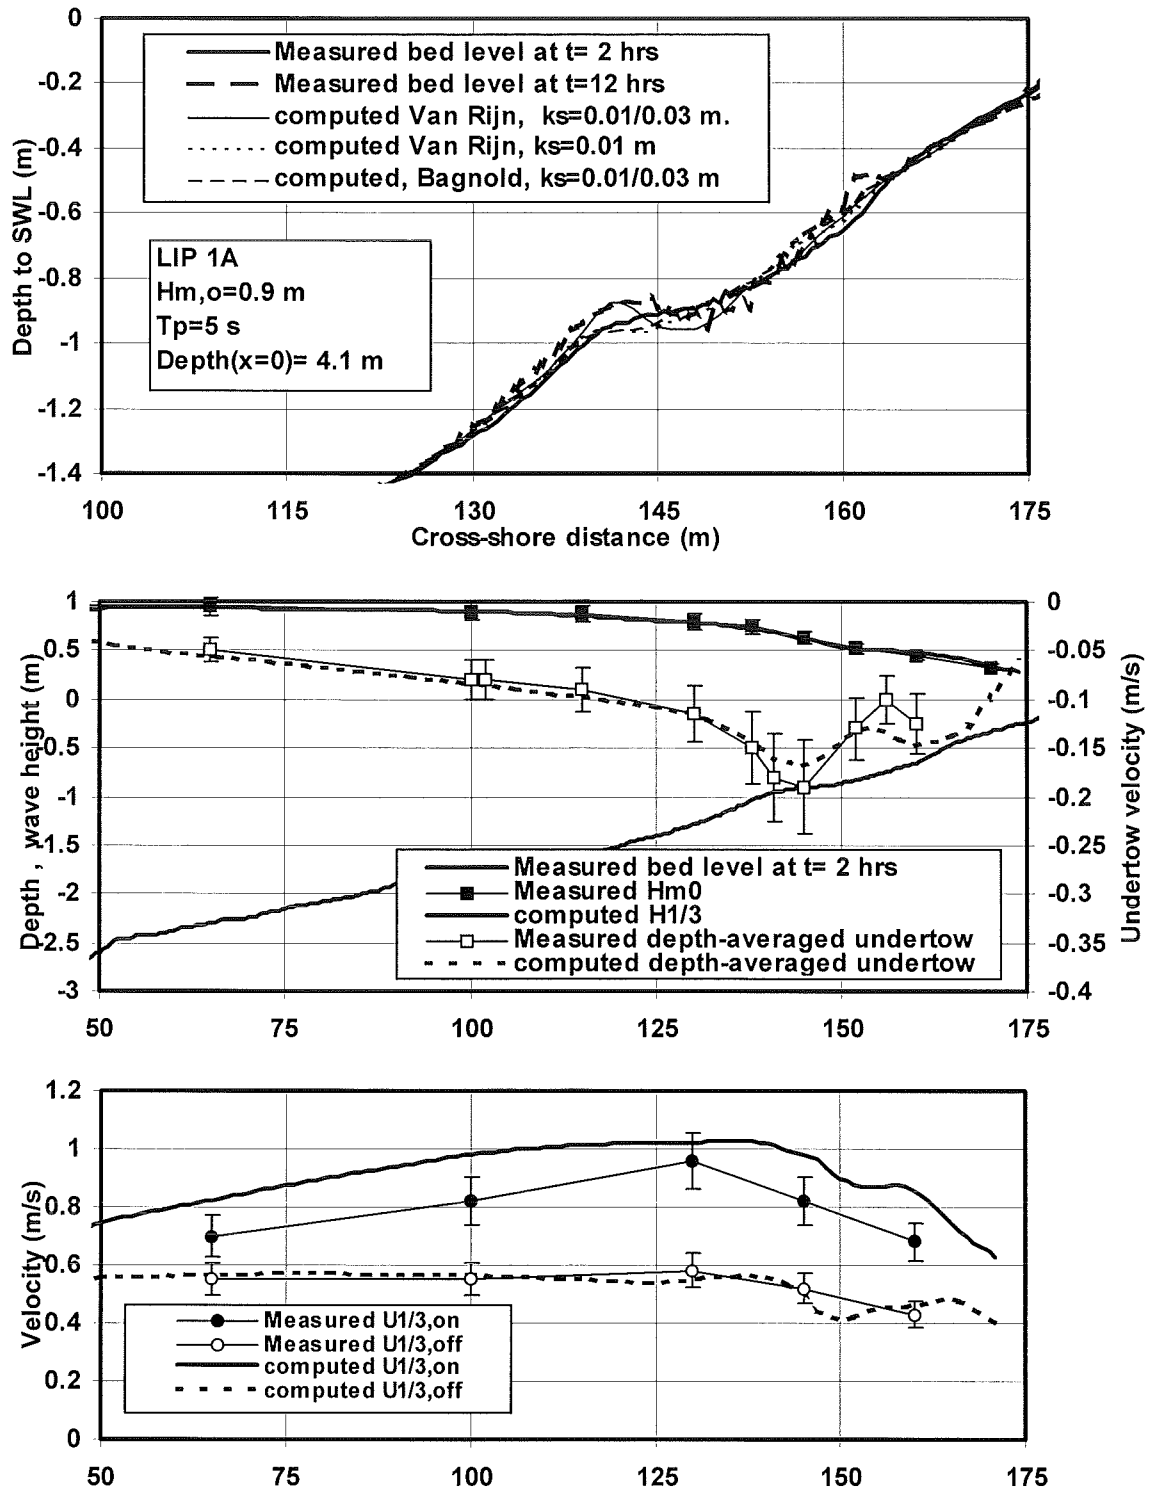 0
-0.2
-0.4
-0.6
-0.8
-1
-1.2
-1.4
Depth to SWL (m)
Measured bed level at t= 2 hrs
Measured bed level at t=12 hrs
computed Van Rijn, ks=0.01/0.03 m.
computed Van Rijn, ks=0.01 m
computed, Bagnold, ks=0.01/0.03 m
LIP 1A
Hm,o=0.9 m
Tp=5 s
Depth(x=0)= 4.1 m
100 115 130 145 160 175
Cross-shore distance (m)
1
0.5
0
-0.5
-1
-1.5
-2
-2.5
-3
Depth , wave height (m)
0
-0.05
-0.1
-0.15
-0.2
-0.25
-0.3
-0.35
-0.4
Undertow velocity (m/s)
Measured bed level at t= 2 hrs
Measured Hm0
computed H1/3
Measured depth-averaged undertow
computed depth-averaged undertow
50 75 100 125 150 175
1.2
1
0.8
0.6
0.4
0.2
0
Velocity (m/s)
Measured U1/3,on
Measured U1/3,off
computed U1/3,on
computed U1/3,off
50 75 100 125 150 175